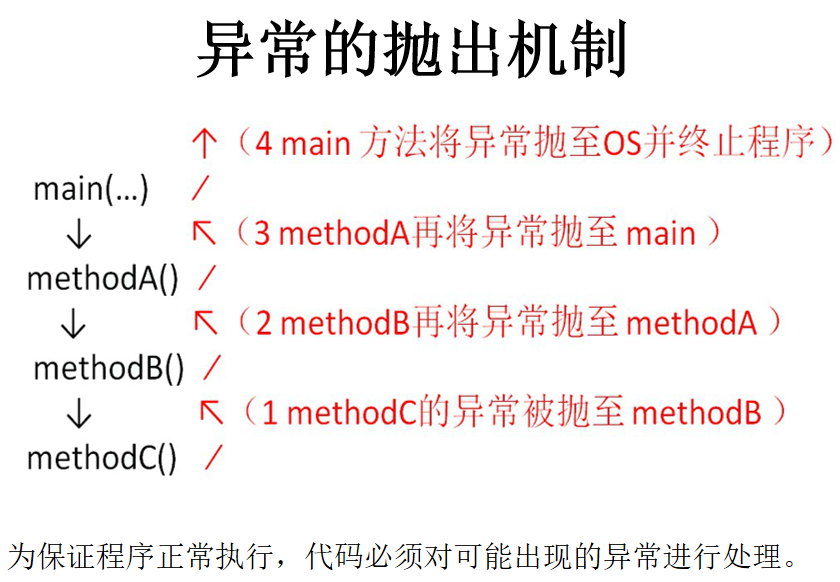 异常的抛出机制
↑（4 main 方法将异常抛至OS并终止程序）
main(…) /
↓ ↖（3 methodA再将异常抛至 main ）
methodA() /
↓ ↖（2 methodB再将异常抛至 methodA ）
methodB() /
↓ ↖（1 methodC的异常被抛至 methodB ）
methodC() /
为保证程序正常执行，代码必须对可能出现的异常进行处理。